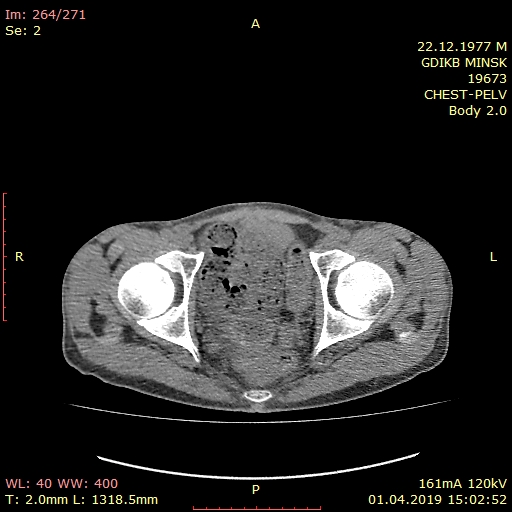 Im: 264/271
Se: 2
A
22.12.1977 M
GDIKB MINSK
19673
CHEST-PELV
Body 2.0
R
L
WL: 40 WW: 400
T: 2.0mm L: 1318.5mm
P
161mA 120kV
01.04.2019 15:02:52